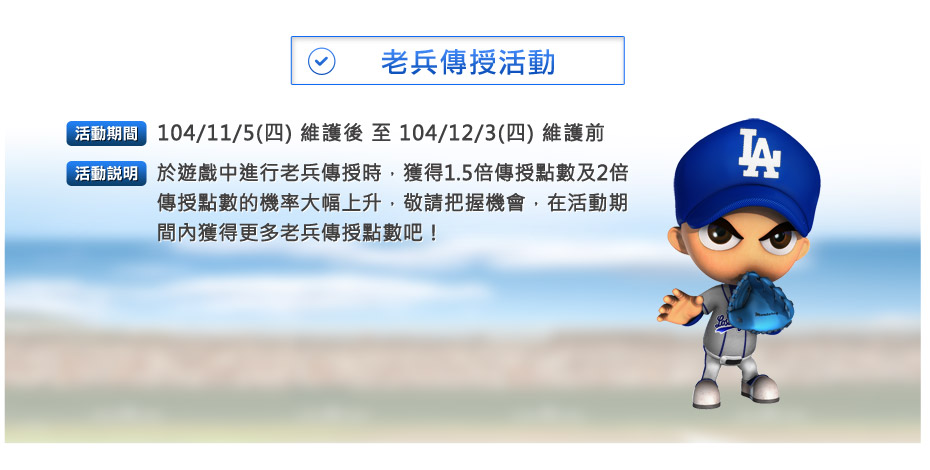 老兵傳授活動
活動期間 104/11/5(四) 維護後 至 104/12/3(四) 維護前
活動說明 於遊戲中進行老兵傳授時，獲得1.5倍傳授點數及2倍
傳授點數的機率大幅上升，敬請把握機會，在活動期
間內獲得更多老兵傳授點數吧！
LA